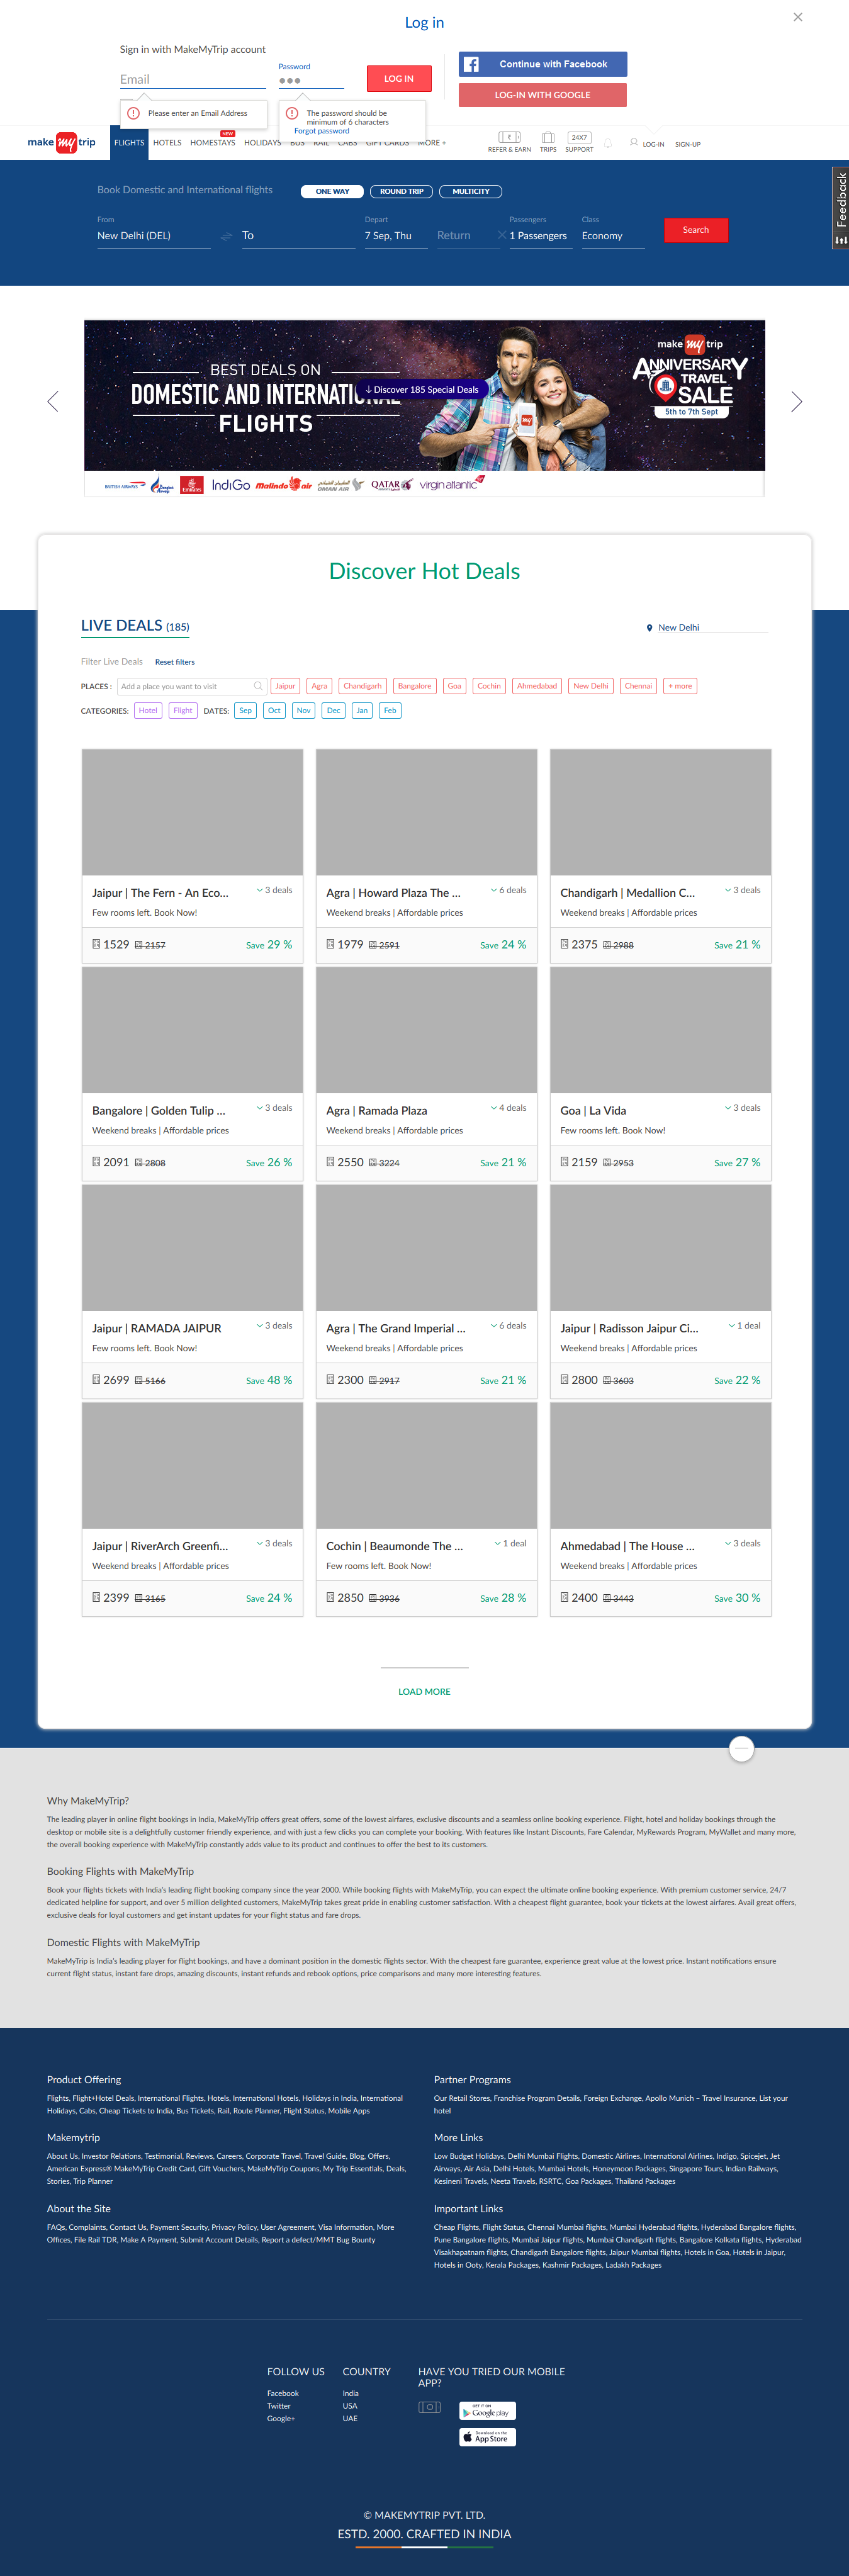 Log in
Sign in with MakeMyTrip account
Email
Password
LOG IN
Continue with Facebook
LOG-IN WITH GOOGLE
Please enter an Email Address
The password should be
minimum of 6 characters
Forgot password
make my trip
FLIGHTS HOTELS HOMESTAYS NEW HOLIDAYS BUS RAIL CABS GIFT CARDS MORE +
REFER & EARN TRIPS 24X7 SUPPORT LOG-IN SIGN-UP
Feedback
Book Domestic and International flights ONE WAY ROUND TRIP MULTICITY
From Depart Passengers Class
New Delhi (DEL) To 7 Sep, Thu Return 1 Passengers Economy Search
BEST DEALS ON
DOMESTIC AND INTERNATIONAL
FLIGHTS
↓ Discover 185 Special Deals
make my trip
ANNIVERSARY
TRAVEL
SALE
5th to 7th Sept
my
BRITISH AIRWAYS Emirates IndiGo Malindo air OMAN AIR QATAR virgin atlantic
Discover Hot Deals
LIVE DEALS (185) New Delhi
Filter Live Deals Reset filters
PLACES : Add a place you want to visit Jaipur Agra Chandigarh Bangalore Goa Cochin Ahmedabad New Delhi Chennai + more
CATEGORIES: Hotel Flight DATES: Sep Oct Nov Dec Jan Feb
Jaipur | The Fern - An Eco... 3 deals
Few rooms left. Book Now!
1529 2157 Save 29 %
Agra | Howard Plaza The ... 6 deals
Weekend breaks | Affordable prices
1979 2591 Save 24 %
Chandigarh | Medallion C... 3 deals
Weekend breaks | Affordable prices
2375 2988 Save 21 %
Bangalore | Golden Tulip ... 3 deals
Weekend breaks | Affordable prices
2091 2808 Save 26 %
Agra | Ramada Plaza 4 deals
Weekend breaks | Affordable prices
2550 3224 Save 21 %
Goa | La Vida 3 deals
Few rooms left. Book Now!
2159 2953 Save 27 %
Jaipur | RAMADA JAIPUR 3 deals
Few rooms left. Book Now!
2699 5166 Save 48 %
Agra | The Grand Imperial ... 6 deals
Weekend breaks | Affordable prices
2300 2917 Save 21 %
Jaipur | Radisson Jaipur Ci... 1 deal
Weekend breaks | Affordable prices
2800 3603 Save 22 %
Jaipur | RiverArch Greenfi... 3 deals
Weekend breaks | Affordable prices
2399 3165 Save 24 %
Cochin | Beaumonde The ... 1 deal
Few rooms left. Book Now!
2850 3936 Save 28 %
Ahmedabad | The House ... 3 deals
Weekend breaks | Affordable prices
2400 3443 Save 30 %
LOAD MORE
Why MakeMyTrip?
The leading player in online flight bookings in India, MakeMyTrip offers great offers, some of the lowest airfares, exclusive discounts and a seamless online booking experience. Flight, hotel and holiday bookings through the
desktop or mobile site is a delightfully customer friendly experience, and with just a few clicks you can complete your booking. With features like Instant Discounts, Fare Calendar, MyRewards Program, MyWallet and many more,
the overall booking experience with MakeMyTrip constantly adds value to its product and continues to offer the best to its customers.
Booking Flights with MakeMyTrip
Book your flights tickets with India's leading flight booking company since the year 2000. While booking flights with MakeMyTrip, you can expect the ultimate online booking experience. With premium customer service, 24/7
dedicated helpline for support, and over 5 million delighted customers, MakeMyTrip takes great pride in enabling customer satisfaction. With a cheapest flight guarantee, book your tickets at the lowest airfares. Avail great offers,
exclusive deals for loyal customers and get instant updates for your flight status and fare drops.
Domestic Flights with MakeMyTrip
MakeMyTrip is India's leading player for flight bookings, and have a dominant position in the domestic flights sector. With the cheapest fare guarantee, experience great value at the lowest price. Instant notifications ensure
current flight status, instant fare drops, amazing discounts, instant refunds and rebook options, price comparisons and many more interesting features.
Product Offering
Flights, Flight+Hotel Deals, International Flights, Hotels, International Hotels, Holidays in India, International
Holidays, Cabs, Cheap Tickets to India, Bus Tickets, Rail, Route Planner, Flight Status, Mobile Apps
Partner Programs
Our Retail Stores, Franchise Program Details, Foreign Exchange, Apollo Munich – Travel Insurance, List your
hotel
Makemytrip
About Us, Investor Relations, Testimonial, Reviews, Careers, Corporate Travel, Travel Guide, Blog, Offers,
American Express® MakeMyTrip Credit Card, Gift Vouchers, MakeMyTrip Coupons, My Trip Essentials, Deals,
Stories, Trip Planner
More Links
Low Budget Holidays, Delhi Mumbai Flights, Domestic Airlines, International Airlines, Indigo, Spicejet, Jet
Airways, Air Asia, Delhi Hotels, Mumbai Hotels, Honeymoon Packages, Singapore Tours, Indian Railways,
Kesineni Travels, Neeta Travels, RSRTC, Goa Packages, Thailand Packages
About the Site
FAQs, Complaints, Contact Us, Payment Security, Privacy Policy, User Agreement, Visa Information, More
Offices, File Rail TDR, Make A Payment, Submit Account Details, Report a defect/MMT Bug Bounty
Important Links
Cheap Flights, Flight Status, Chennai Mumbai flights, Mumbai Hyderabad flights, Hyderabad Bangalore flights,
Pune Bangalore flights, Mumbai Jaipur flights, Mumbai Chandigarh flights, Bangalore Kolkata flights, Hyderabad
Visakhapatnam flights, Chandigarh Bangalore flights, Jaipur Mumbai flights, Hotels in Goa, Hotels in Jaipur,
Hotels in Ooty, Kerala Packages, Kashmir Packages, Ladakh Packages
FOLLOW US
Facebook
Twitter
Google+
COUNTRY
India
USA
UAE
HAVE YOU TRIED OUR MOBILE
APP?
GET IT ON
Google play
Download on the
App Store
© MAKEMYTRIP PVT. LTD.
ESTD. 2000. CRAFTED IN INDIA